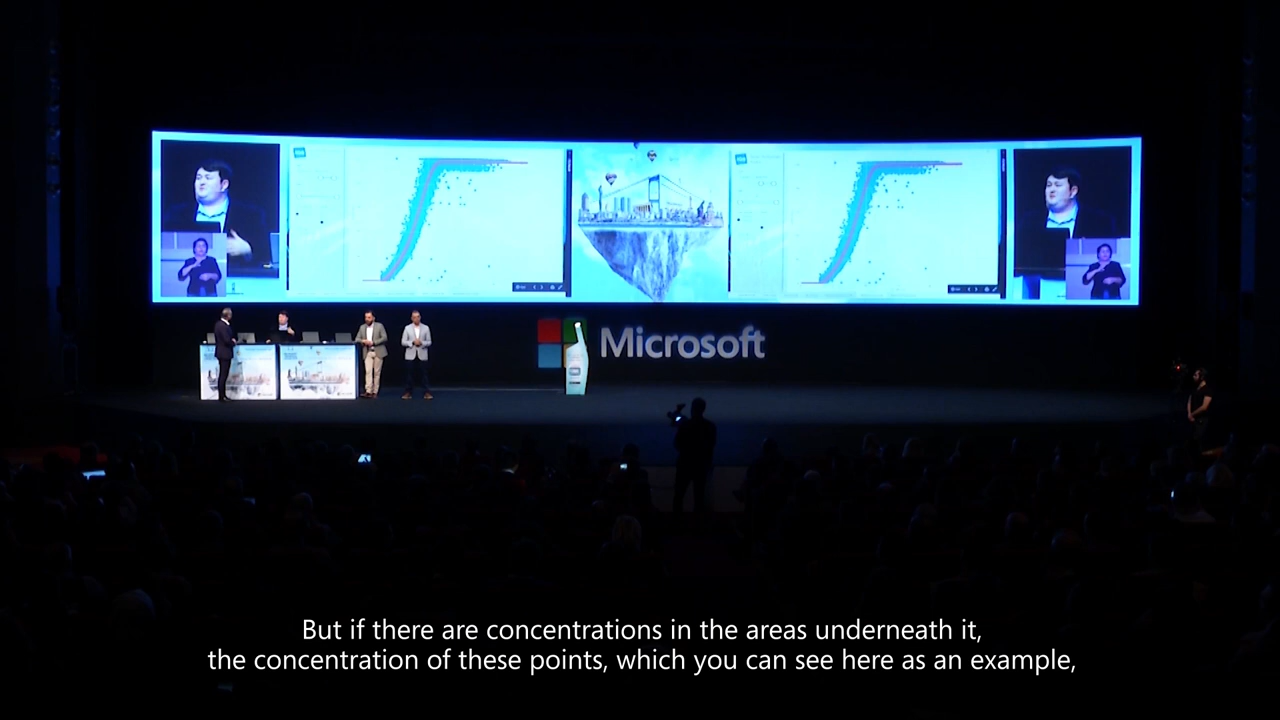 Microsoft
But if there are concentrations in the areas underneath it,
the concentration of these points, which you can see here as an example,